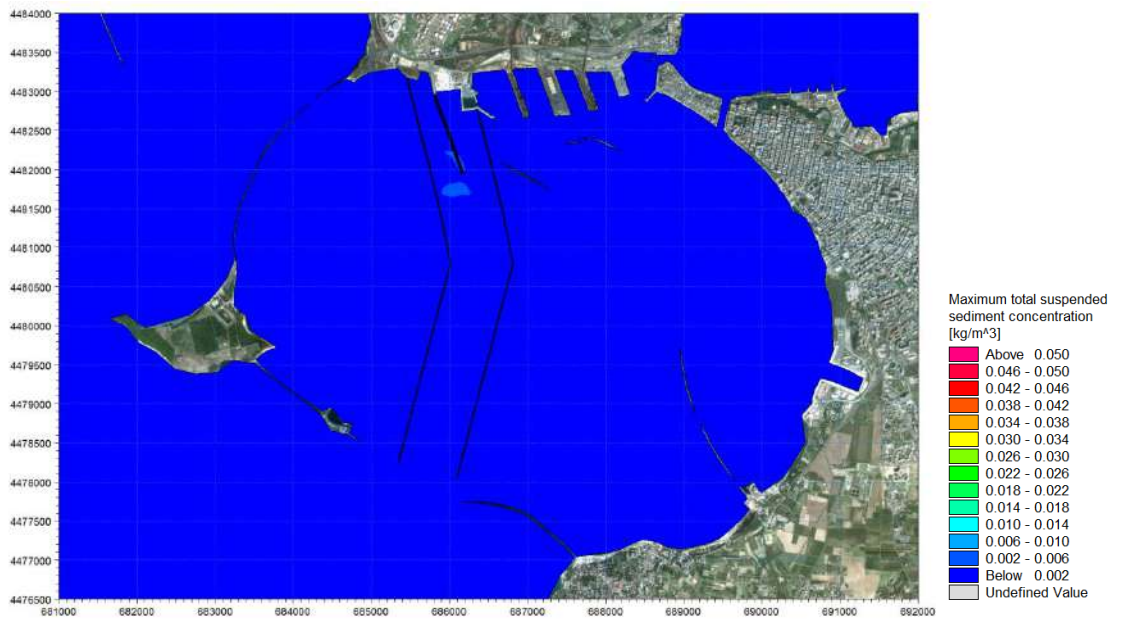 4484000
4483500
4483000
4482500
4482000
4481500
4481000
4480500
4480000
4479500
4479000
4478500
4478000
4477500
4477000
4476500
681000 682000 683000 684000 685000 686000 687000 688000 689000 690000 691000 692000
Maximum total suspended
sediment concentration
[kg/m^3]
Above 0.050
0.046 - 0.050
0.042 - 0.046
0.038 - 0.042
0.034 - 0.038
0.030 - 0.034
0.026 - 0.030
0.022 - 0.026
0.018 - 0.022
0.014 - 0.018
0.010 - 0.014
0.006 - 0.010
0.002 - 0.006
Below 0.002
Undefined Value